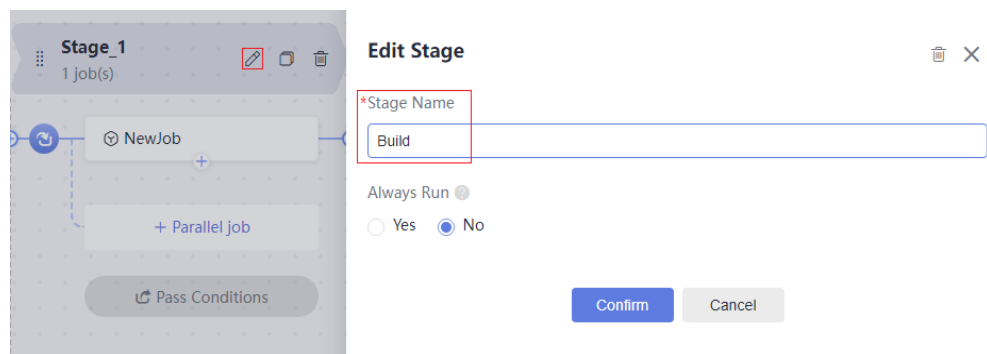 Stage_1
1 job(s)
NewJob
+ Parallel job
Pass Conditions
Edit Stage
*Stage Name
Build
Always Run ?
Yes No
Confirm Cancel